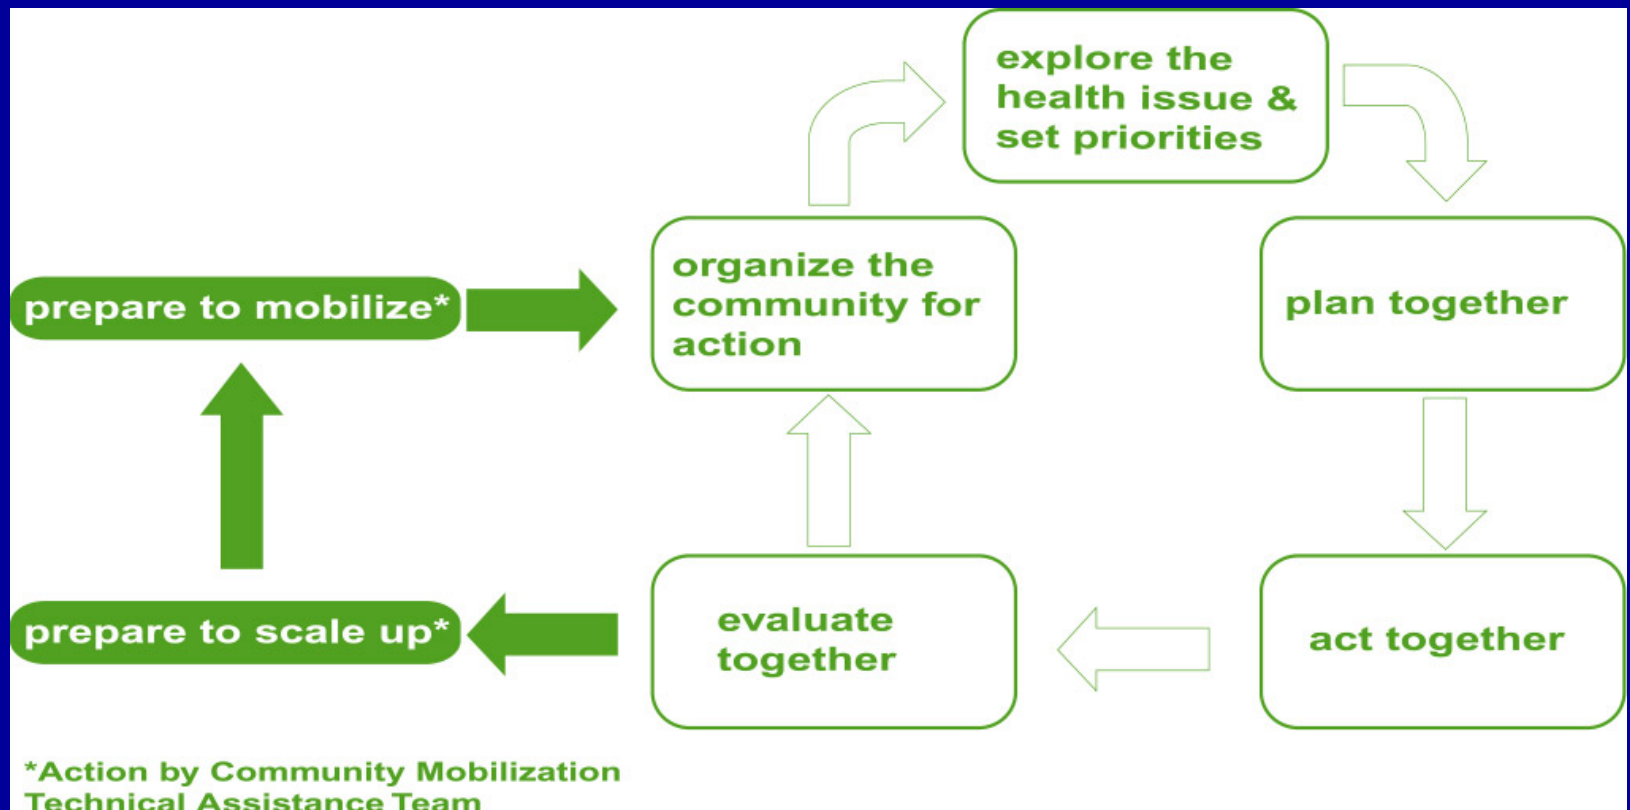 explore the
health issue &
set priorities
organize the
community for
action
prepare to mobilize*
plan together
prepare to scale up*
evaluate
together
act together
*Action by Community Mobilization
Technical Assistance Team